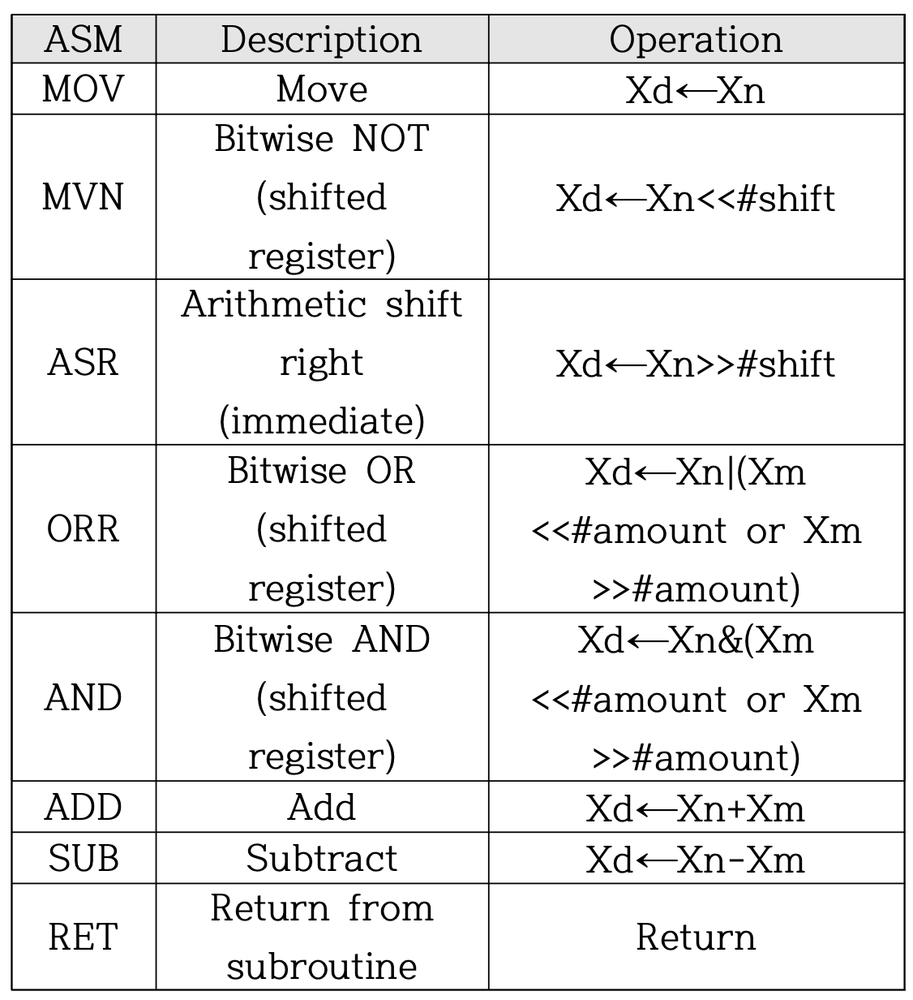 ASM Description Operation
MOV Move Xd←Xn
MVN Bitwise NOT
(shifted
register) Xd←Xn<<#shift
ASR Arithmetic shift
right
(immediate) Xd←Xn>>#shift
ORR Bitwise OR
(shifted
register) Xd←Xn|(Xm
<<#amount or Xm
>>#amount)
AND Bitwise AND
(shifted
register) Xd←Xn&(Xm
<<#amount or Xm
>>#amount)
ADD Add Xd←Xn+Xm
SUB Subtract Xd←Xn-Xm
RET Return from
subroutine Return